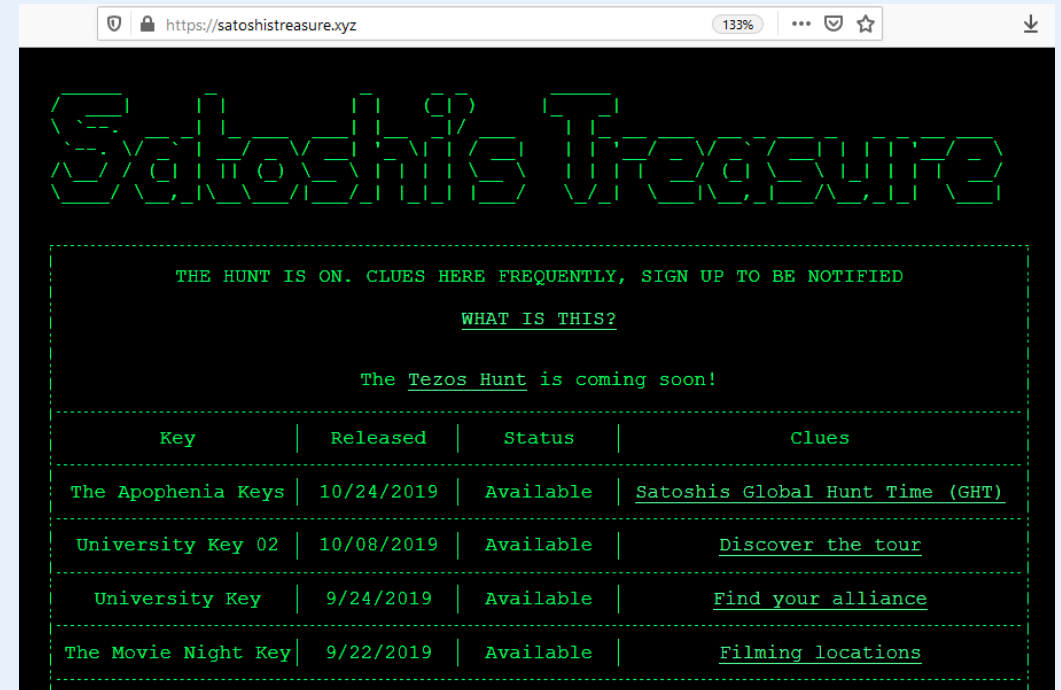 https://satoshistreasure.xyz
133%
Satoshi's Treasure
THE HUNT IS ON. CLUES HERE FREQUENTLY, SIGN UP TO BE NOTIFIED
WHAT IS THIS?
The Tezos Hunt is coming soon!
Key Released Status Clues
The Apophenia Keys 10/24/2019 Available Satoshis Global Hunt Time (GHT)
University Key 02 10/08/2019 Available Discover the tour
University Key 9/24/2019 Available Find your alliance
The Movie Night Key 9/22/2019 Available Filming locations